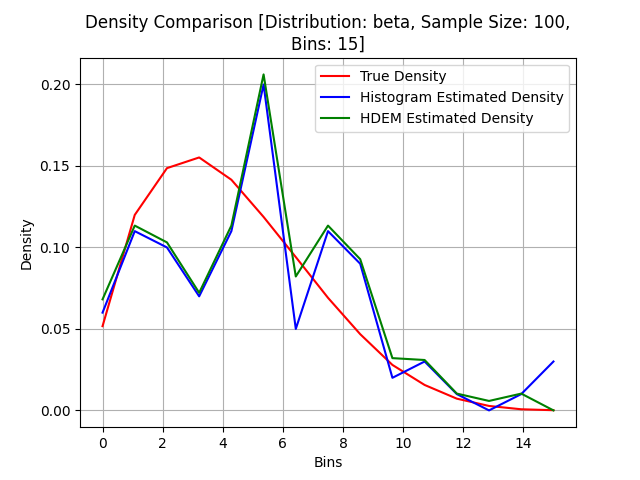 Density Comparison [Distribution: beta, Sample Size: 100,
Bins: 15]
True Density
Histogram Estimated Density
HDEM Estimated Density
Density
0.20
0.15
0.10
0.05
0.00
0 2 4 6 8 10 12 14
Bins